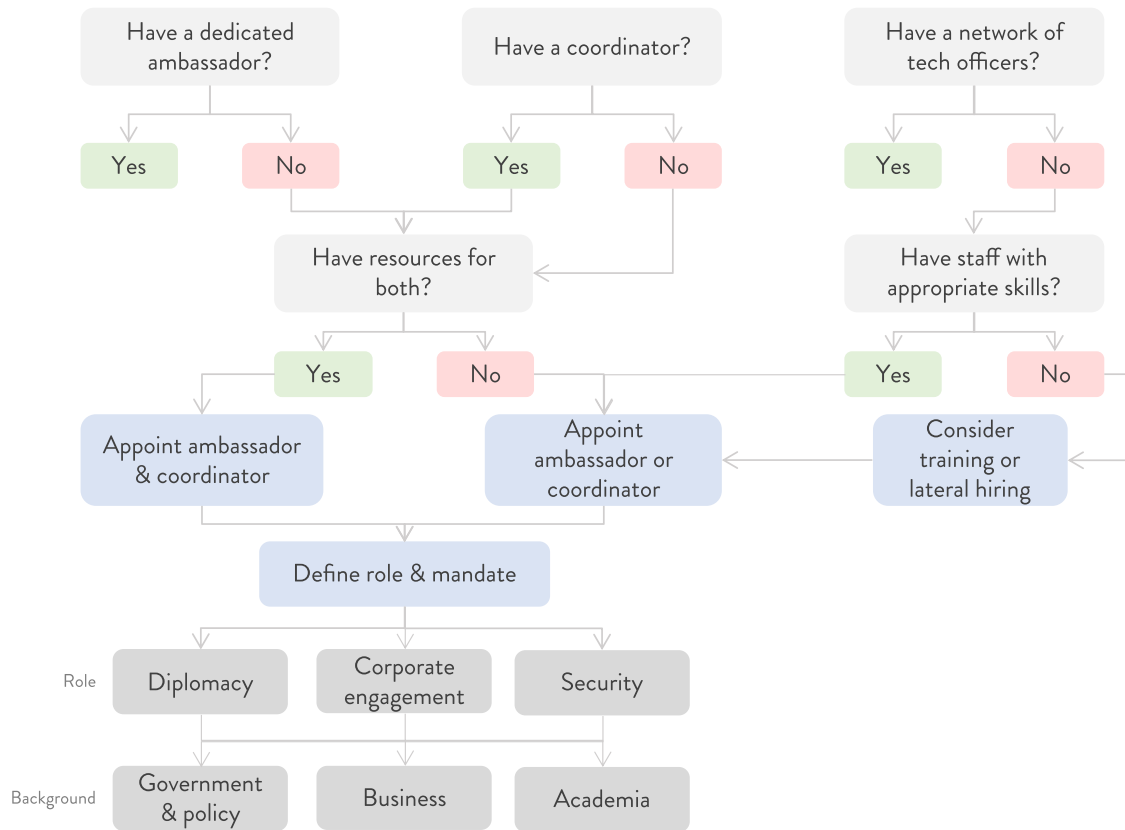 Have a dedicated
ambassador?
Have a coordinator?
Have a network of
tech officers?
Yes
No
Yes
No
Yes
No
Have resources for
both?
Have staff with
appropriate skills?
Yes
No
Yes
No
Appoint ambassador
& coordinator
Appoint
ambassador or
coordinator
Consider
training or
lateral hiring
Define role & mandate
Role
Diplomacy
Corporate
engagement
Security
Background
Government
& policy
Business
Academia